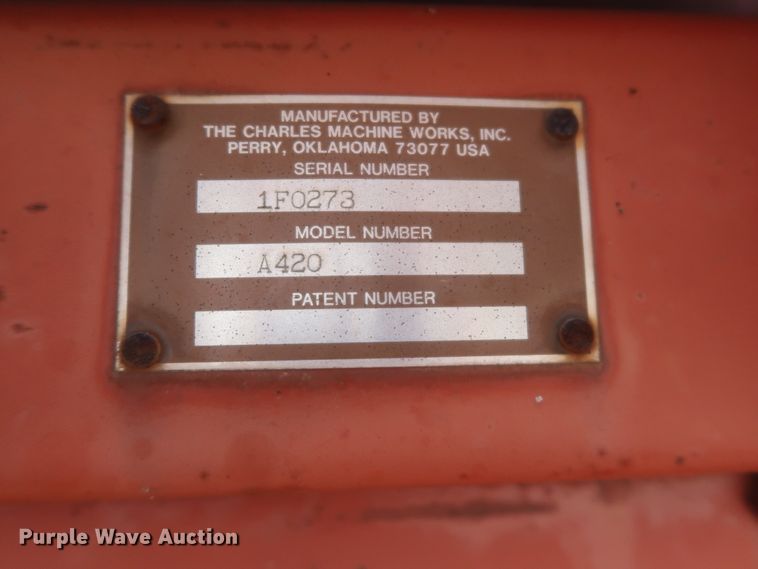 MANUFACTURED BY
THE CHARLES MACHINE WORKS, INC.
PERRY, OKLAHOMA 73077 USA
SERIAL NUMBER
1F0273
MODEL NUMBER
A420
PATENT NUMBER
Purple Wave Auction